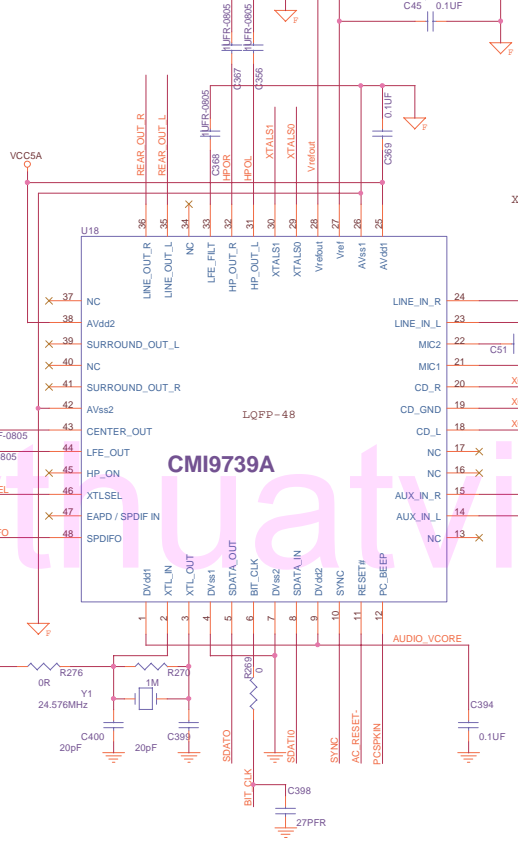 C45 0.1UF
1UFR-0805
C367
1UFR-0805
C356
1UFR-0805
C368
0.1UF
C369
F
F
F
VCC5A
REAR_OUT_R
REAR_OUT_L
HPOR
HPOL
XTALS1
XTALS0
Vrefout
X
U18
36
35
34
33
32
31
30
29
28
27
26
25
LINE_OUT_R
LINE_OUT_L
NC
LFE_FILT
HP_OUT_R
HP_OUT_L
XTALS1
XTALS0
Vrefout
Vref
AVss1
AVdd1
37 NC
38 AVdd2
39 SURROUND_OUT_L
40 NC
41 SURROUND_OUT_R
42 AVss2
43 CENTER_OUT
44 LFE_OUT
45 HP_ON
46 XTLSEL
47 EAPD / SPDIF IN
48 SPDIFO
F-0805
805
EL
FO
LINE_IN_R 24
LINE_IN_L 23
MIC2 22
C51
MIC1 21
CD_R 20
X
CD_GND 19
X
CD_L 18
X
NC 17
NC 16
AUX_IN_R 15
AUX_IN_L 14
NC 13
LQFP-48
CMI9739A
thuatvi
DVdd1
XTL_IN
XTL_OUT
DVss1
SDATA_OUT
BIT_CLK
DVss2
SDATA_IN
DVdd2
SYNC
RESET#
PC_BEEP
1
2
3
4
5
6
7
8
9
10
11
12
F
AUDIO_VCORE
R276
0R
R270
1M
Y1
24.576MHz
C400
20pF
C399
20pF
R269
0
SDATO
BIT_CLK
SDATI0
SYNC
AC_RESET-
PCSPKIN
C394
0.1UF
C398
27PFR